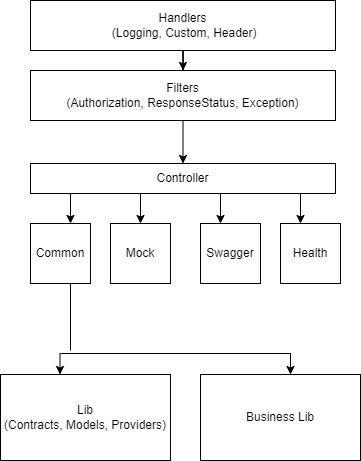 Handlers
(Logging, Custom, Header)
Filters
(Authorization, ResponseStatus, Exception)
Controller
Common
Mock
Swagger
Health
Lib
(Contracts, Models, Providers)
Business Lib